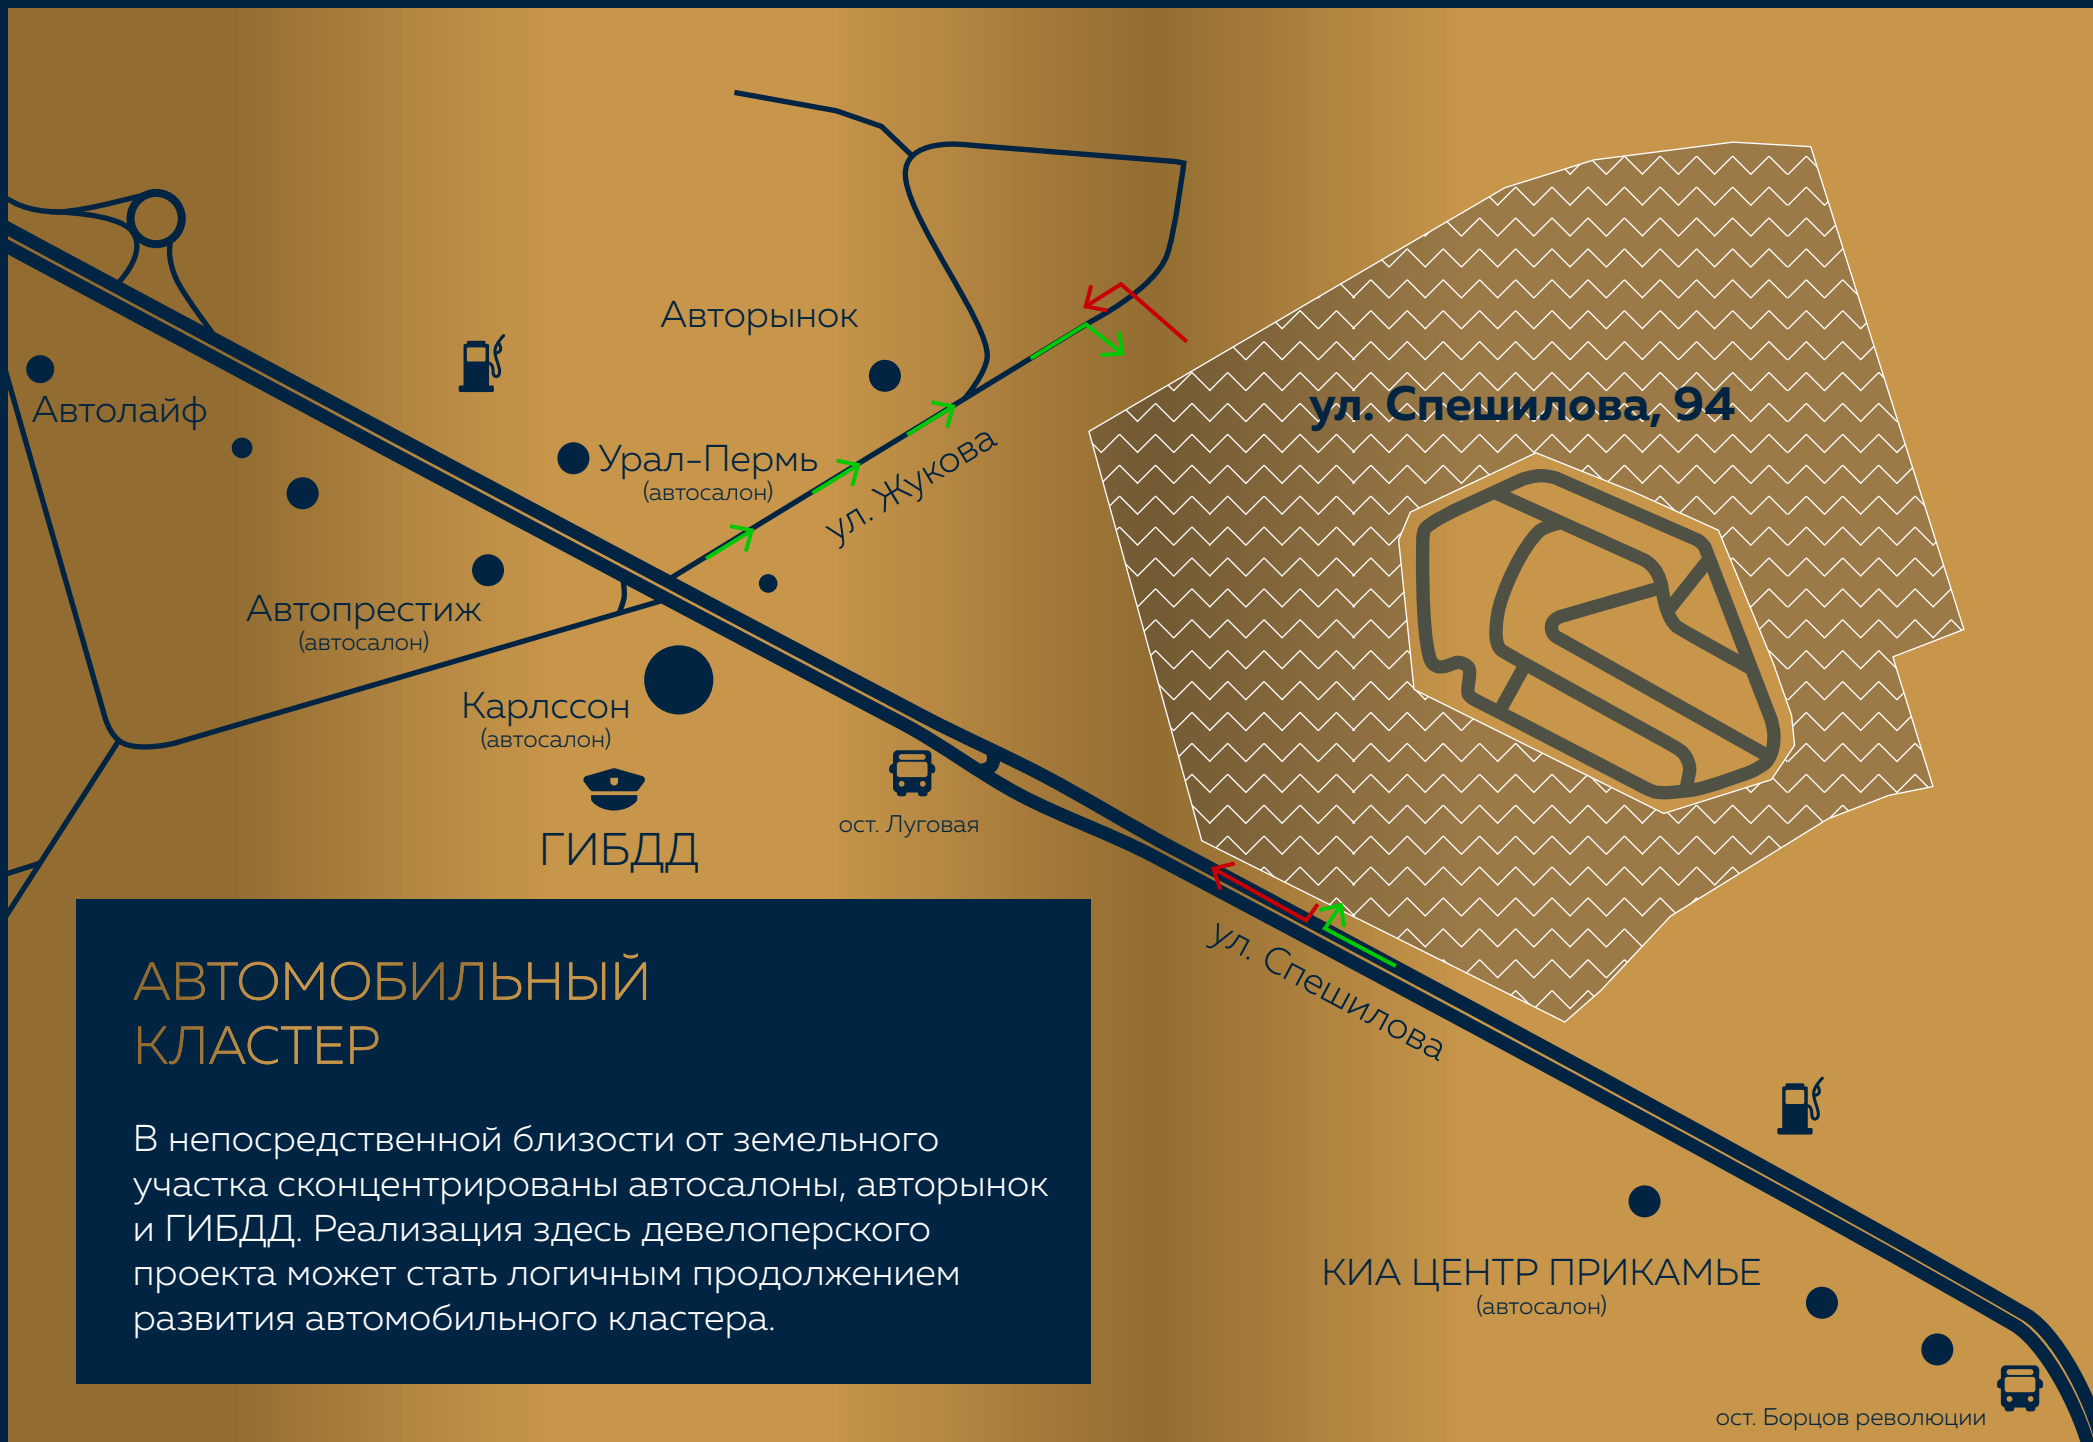 Авторынок
ул. Спешилова, 94
Автолайф
Урал-Пермь
(автосалон)
ул. Жукова
Автопрестиж
(автосалон)
Карлссон
(автосалон)
ост. Луговая
ГИБДД
ул. Спешилова
АВТОМОБИЛЬНЫЙ
КЛАСТЕР
В непосредственной близости от земельного
участка сконцентрированы автосалоны, авторынок
и ГИБДД. Реализация здесь девелоперского
проекта может стать логичным продолжением
развития автомобильного кластера.
КИА ЦЕНТР ПРИКАМЬЕ
(автосалон)
ост. Борцов революции